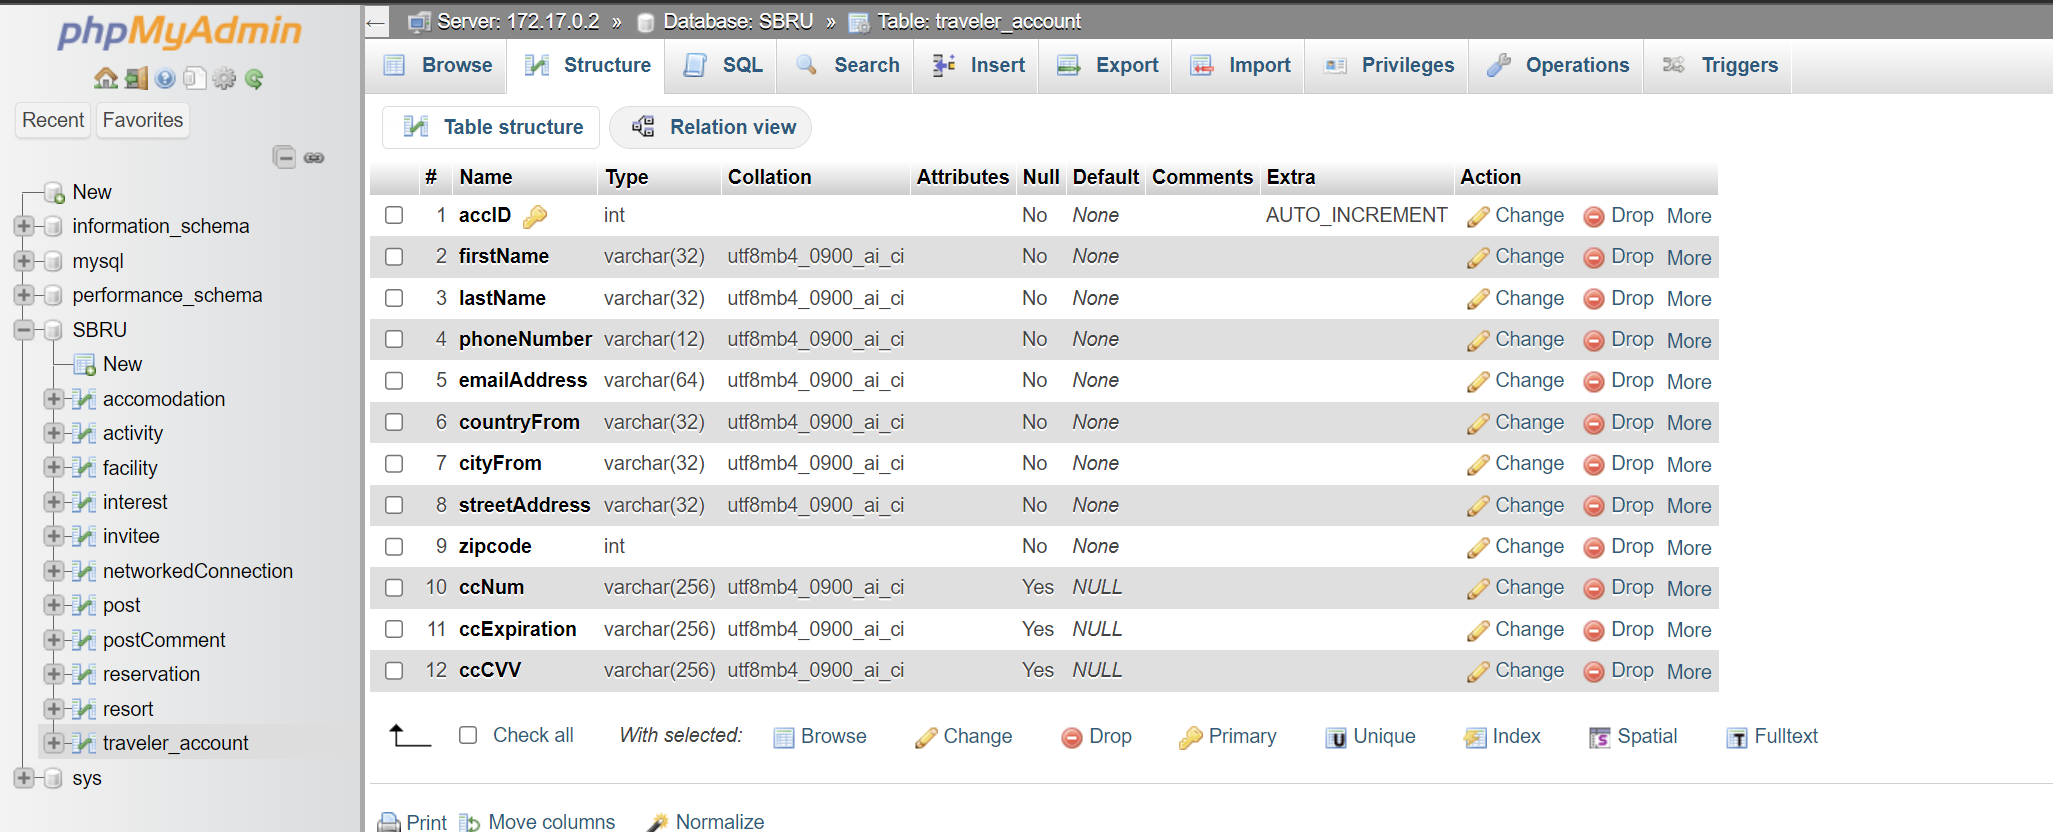 phpMyAdmin
Recent Favorites
New
information_schema
mysql
performance_schema
SBRU
New
accomodation
activity
facility
interest
invitee
networkedConnection
post
postComment
reservation
resort
traveler_account
sys
Server: 172.17.0.2 » Database: SBRU » Table: traveler_account
Browse Structure SQL Search Insert Export Import Privileges Operations Triggers
Table structure Relation view
# Name Type Collation Attributes Null Default Comments Extra Action
1 accID int No None AUTO_INCREMENT Change Drop More
2 firstName varchar(32) utf8mb4_0900_ai_ci No None Change Drop More
3 lastName varchar(32) utf8mb4_0900_ai_ci No None Change Drop More
4 phoneNumber varchar(12) utf8mb4_0900_ai_ci No None Change Drop More
5 emailAddress varchar(64) utf8mb4_0900_ai_ci No None Change Drop More
6 countryFrom varchar(32) utf8mb4_0900_ai_ci No None Change Drop More
7 cityFrom varchar(32) utf8mb4_0900_ai_ci No None Change Drop More
8 streetAddress varchar(32) utf8mb4_0900_ai_ci No None Change Drop More
9 zipcode int No None Change Drop More
10 ccNum varchar(256) utf8mb4_0900_ai_ci Yes NULL Change Drop More
11 ccExpiration varchar(256) utf8mb4_0900_ai_ci Yes NULL Change Drop More
12 ccCVV varchar(256) utf8mb4_0900_ai_ci Yes NULL Change Drop More
Check all With selected: Browse Change Drop Primary Unique Index Spatial Fulltext
Print Move columns Normalize